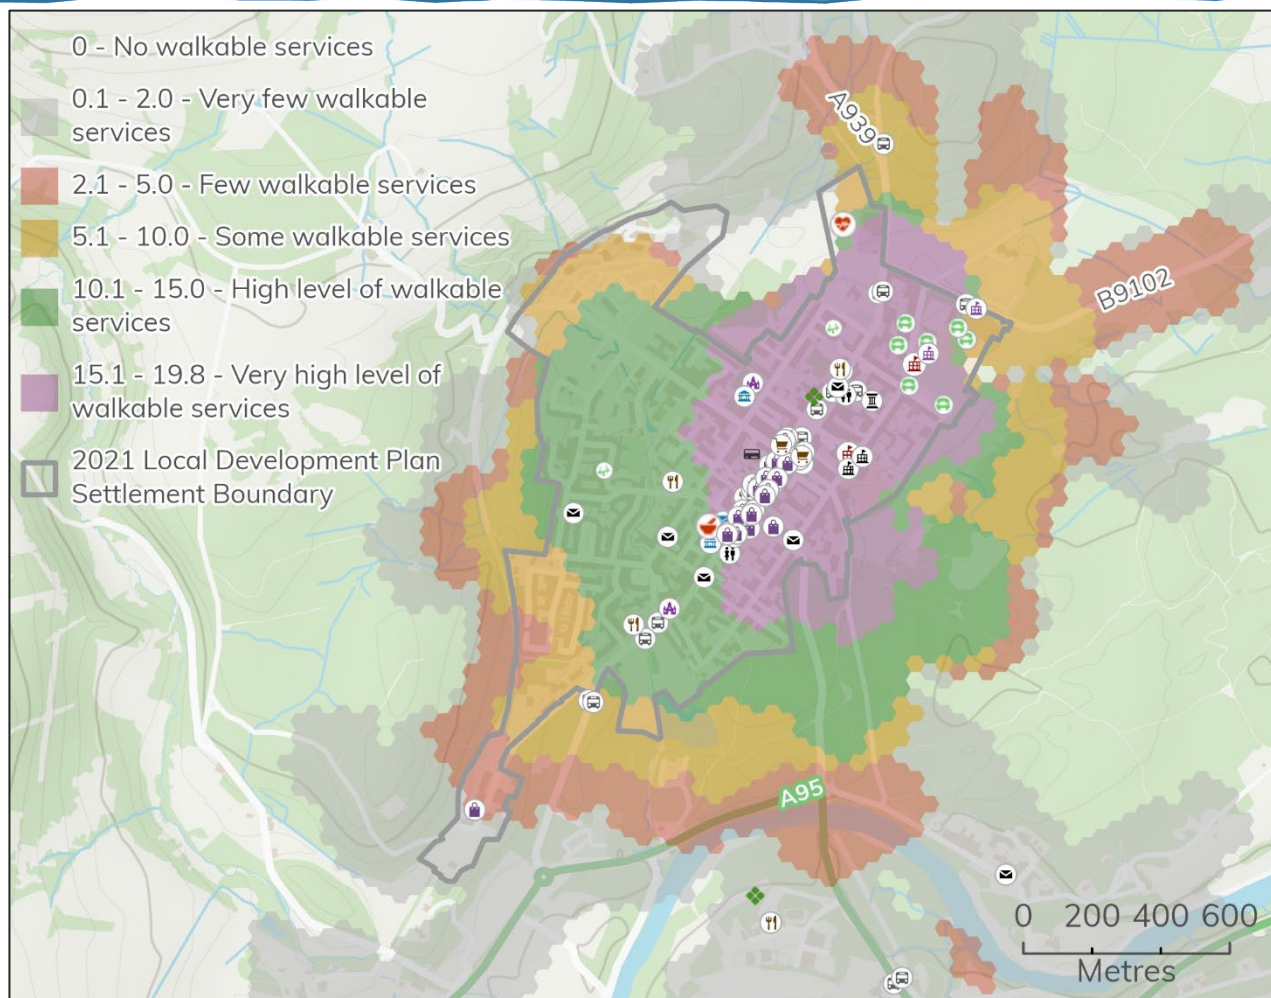 0 - No walkable services
0.1 - 2.0 - Very few walkable
services
2.1 - 5.0 - Few walkable services
5.1 - 10.0 - Some walkable services
10.1 - 15.0 - High level of walkable
services
15.1 - 19.8 - Very high level of
walkable services
2021 Local Development Plan
Settlement Boundary
A939
B9102
A95
0 200 400 600
Metres